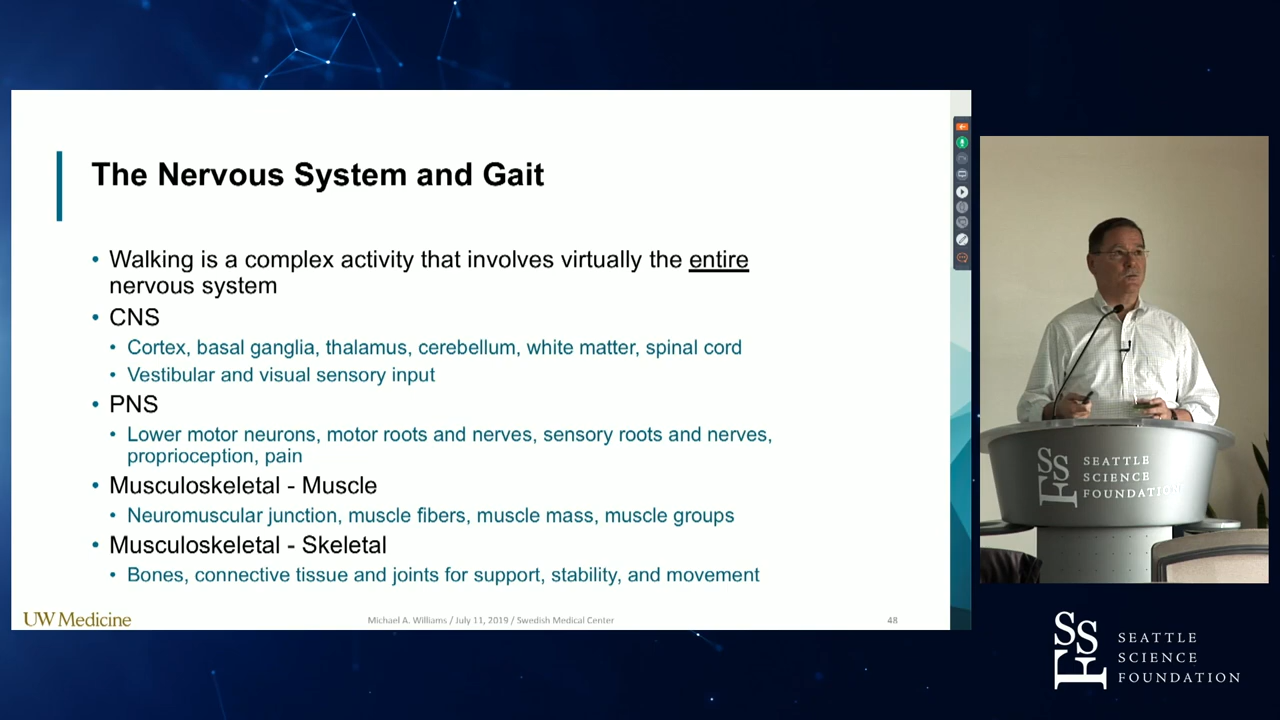 The Nervous System and Gait
• Walking is a complex activity that involves virtually the entire
nervous system
• CNS
• Cortex, basal ganglia, thalamus, cerebellum, white matter, spinal cord
• Vestibular and visual sensory input
• PNS
• Lower motor neurons, motor roots and nerves, sensory roots and nerves,
proprioception, pain
• Musculoskeletal - Muscle
• Neuromuscular junction, muscle fibers, muscle mass, muscle groups
• Musculoskeletal - Skeletal
• Bones, connective tissue and joints for support, stability, and movement
UW Medicine
Michael A. Williams / July 11, 2019 / Swedish Medical Center
48
SSF
SEATTLE
SCIENCE
FOUNDATION
SSF
SEATTLE
SCIENCE
FOUNDATION